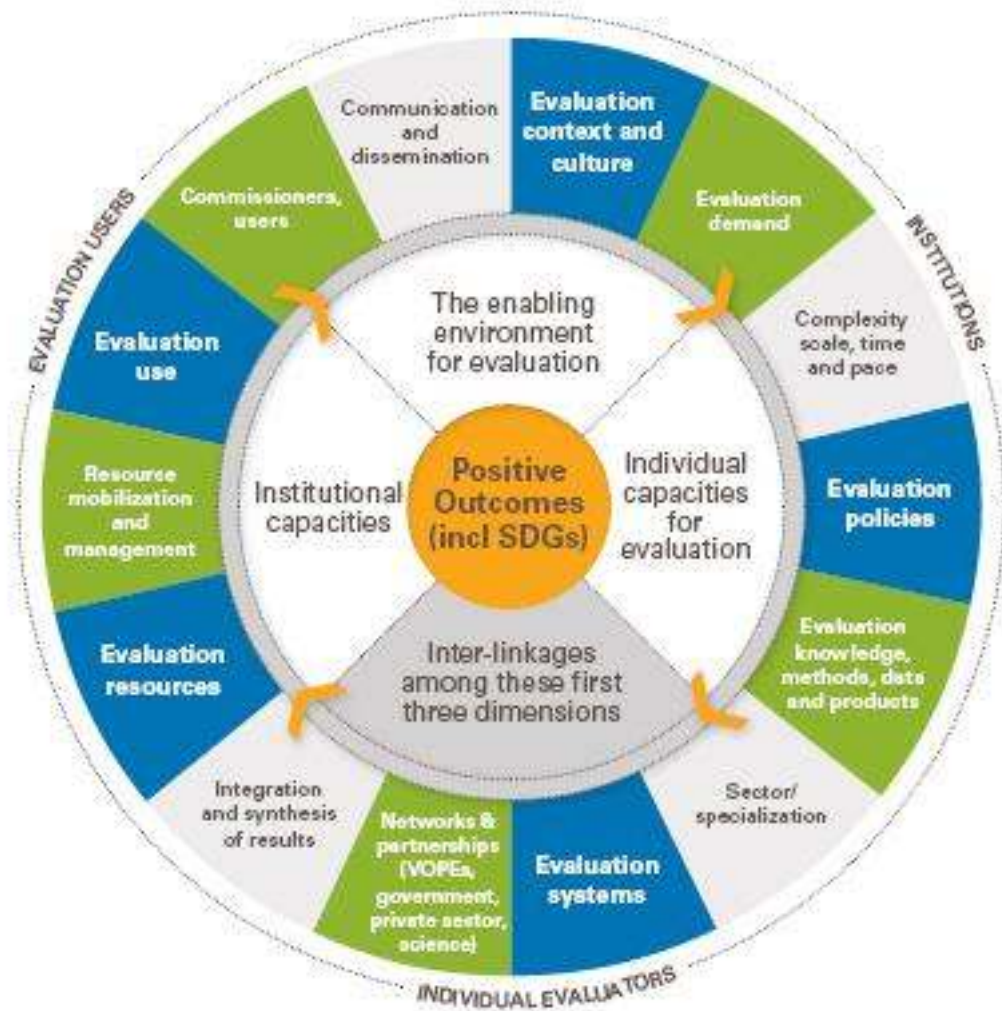 Communication
and
dissemination
Evaluation
context and
culture
Evaluation
demand
Complexity
scale, time
and pace
Evaluation
policies
Evaluation
knowledge,
methods, data
and products
Sector/
specialization
Evaluation
systems
Networks &
partnerships
(VOPEs,
government,
private sector,
science)
Integration
and synthesis
of results
Evaluation
resources
Resource
mobilization
and
management
Evaluation
use
Commissioners,
users
EVALUATION USERS
INSTITUTIONS
INDIVIDUAL EVALUATORS
The enabling
environment
for evaluation
Individual
capacities
for
evaluation
Inter-linkages
among these first
three dimensions
Institutional
capacities
Positive
Outcomes
(incl SDGs)